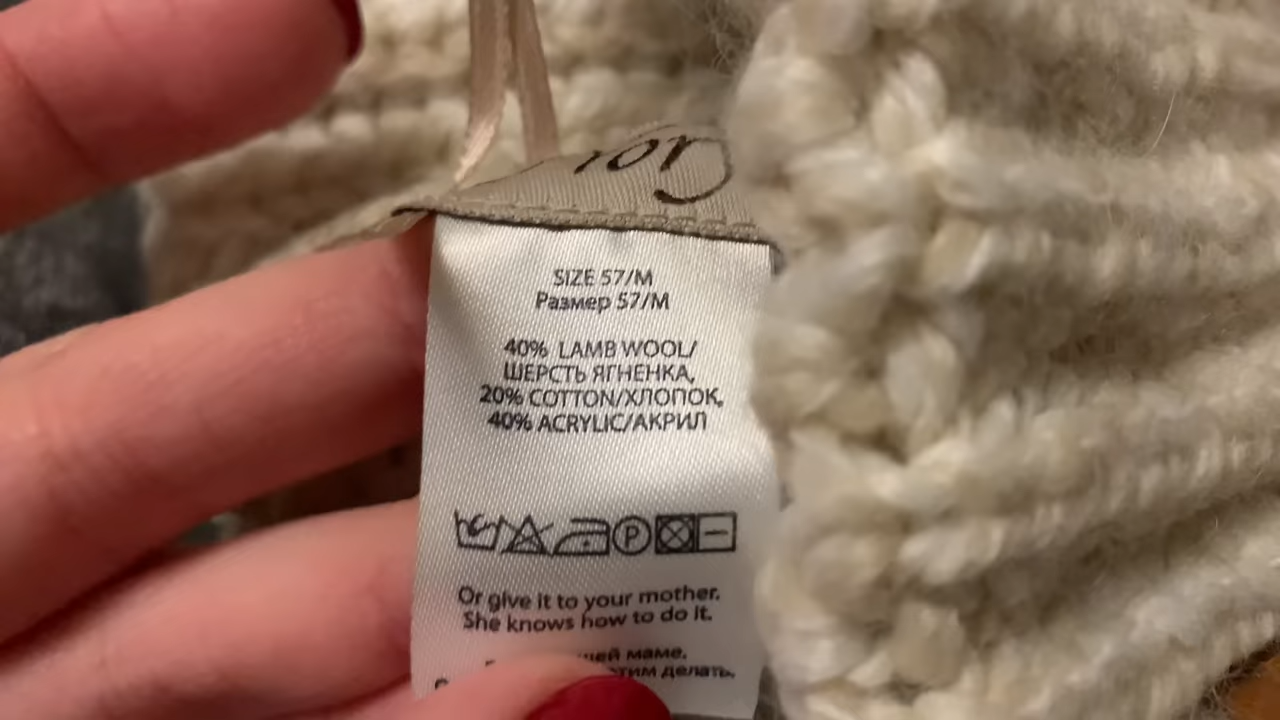 SIZE 57/M
Размер 57/M
40% LAMB WOOL/
ШЕРСТЬ ЯГНЕНКА,
20% COTTON/ХЛОПОК,
40% ACRYLIC/АКРИЛ
P
Or give it to your mother.
She knows how to do it.
маме.
делать.